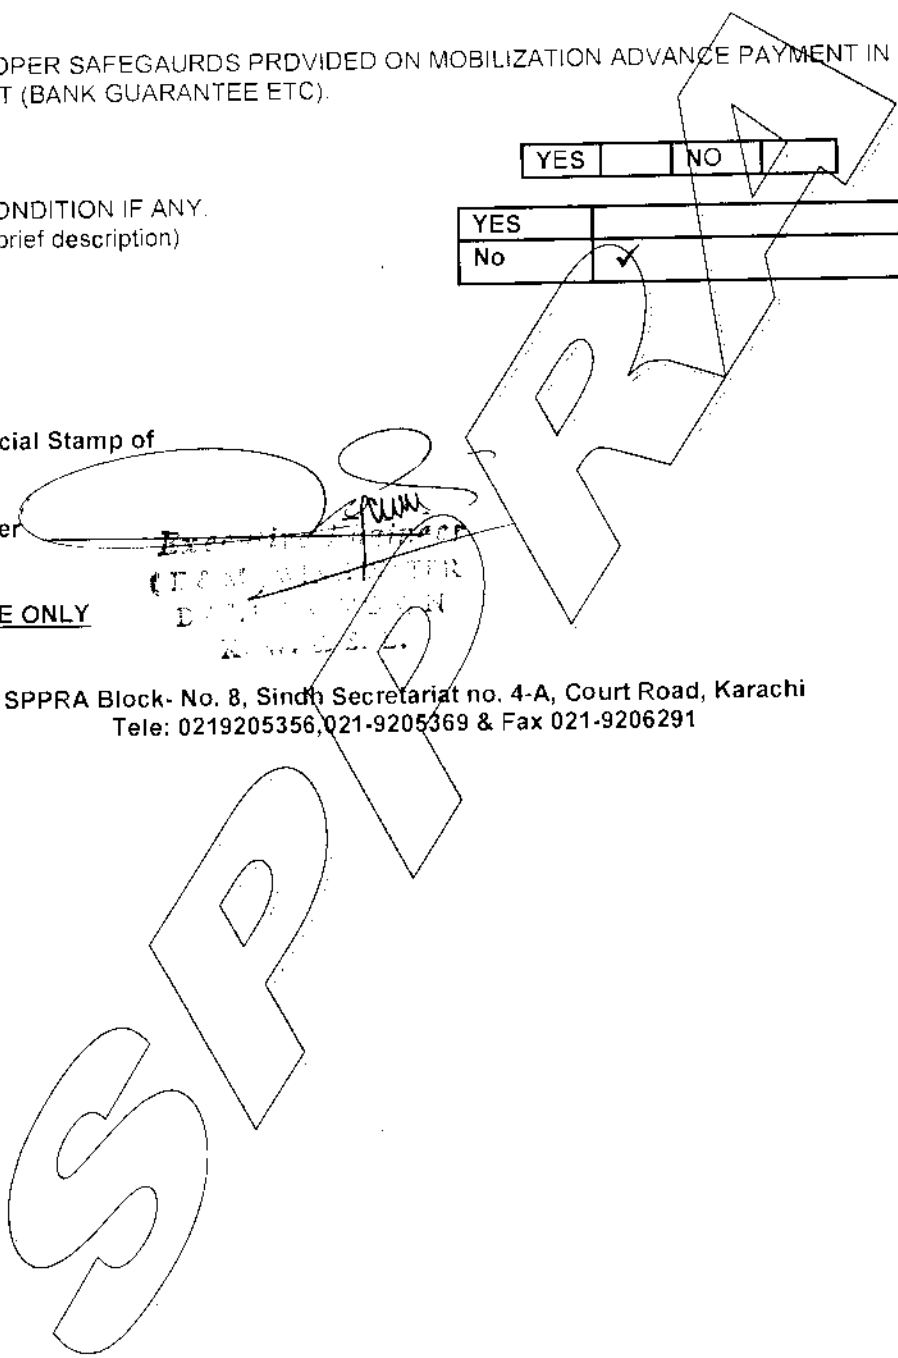 OPER SAFEGAURDS PRDVIDED ON MOBILIZATION ADVANCE PAYMENT IN
T (BANK GUARANTEE ETC).
YES NO
ONDITION IF ANY.
brief description)
YES
No ✓
cial Stamp of
er
Executive Engineer
E ONLY
SPPRA Block- No. 8, Sindh Secretariat no. 4-A, Court Road, Karachi
Tele: 0219205356,021-9205369 & Fax 021-9206291
SPPRA